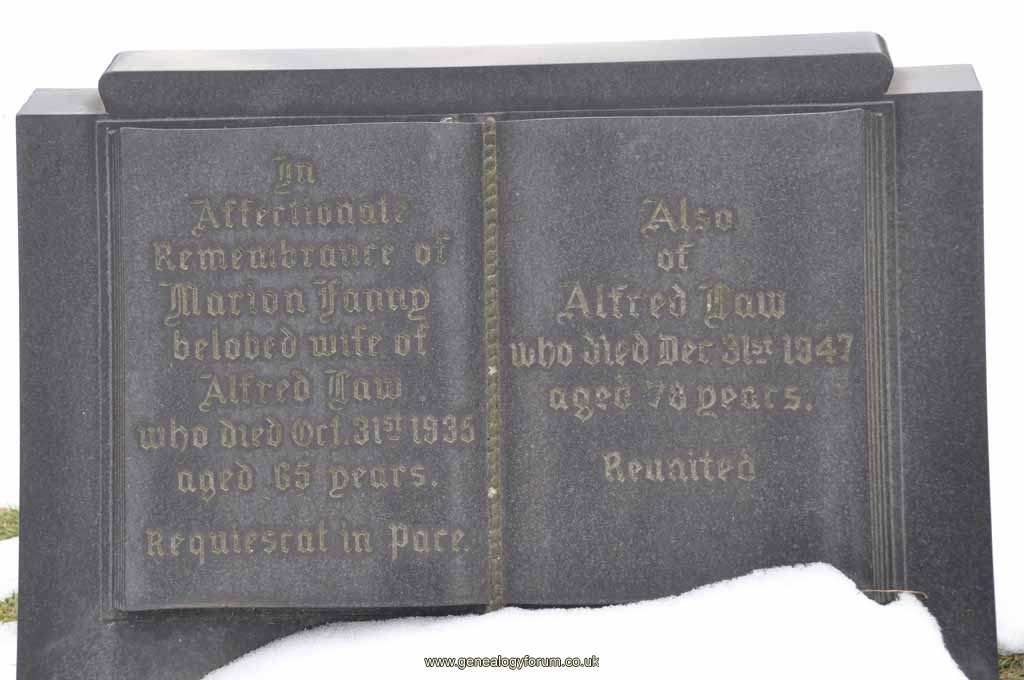 In
Affectionate
Remembrance of
Marion Fanny
beloved wife of
Alfred Law
who died Oct. 31st 1936
aged 65 years.
Requiescat in Pace.
Also
of
Alfred Law
who died Dec 31st 1947
aged 78 years.
Reunited
www.genealogyforum.co.uk